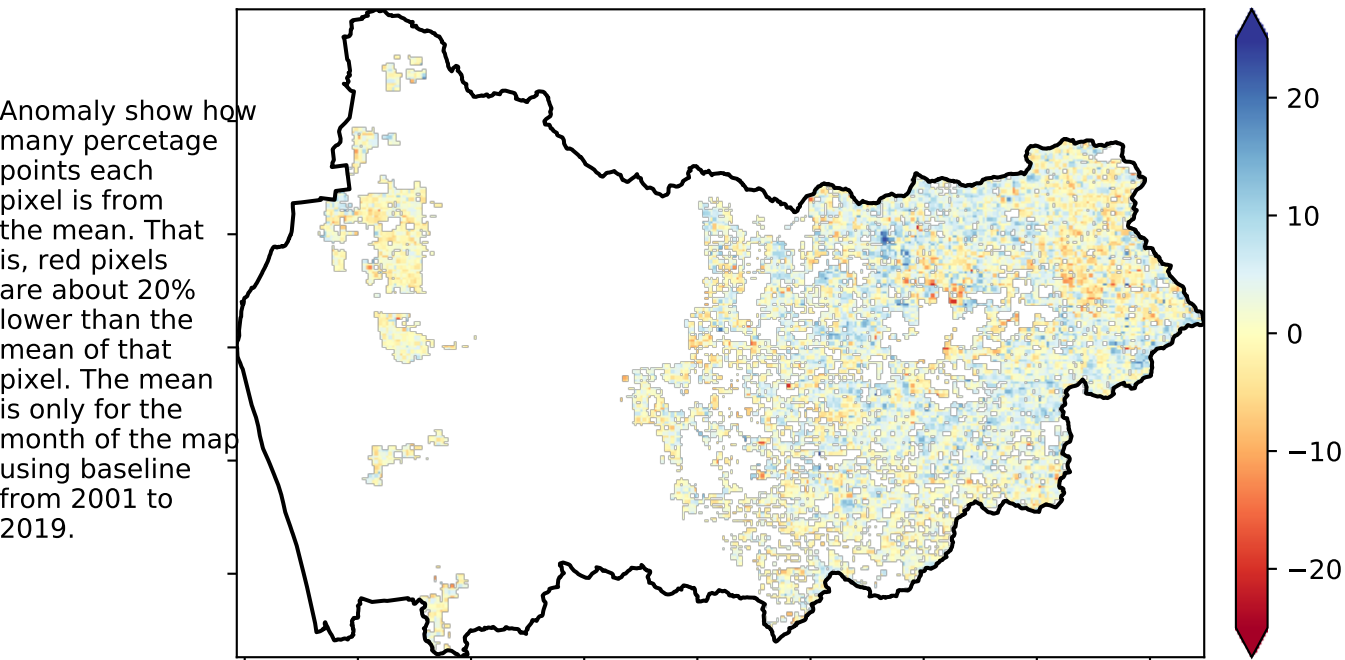 Anomaly show how
many percetage
points each
pixel is from
the mean. That
is, red pixels
are about 20%
lower than the
mean of that
pixel. The mean
is only for the
month of the map
using baseline
from 2001 to
2019.
20
10
0
−10
−20